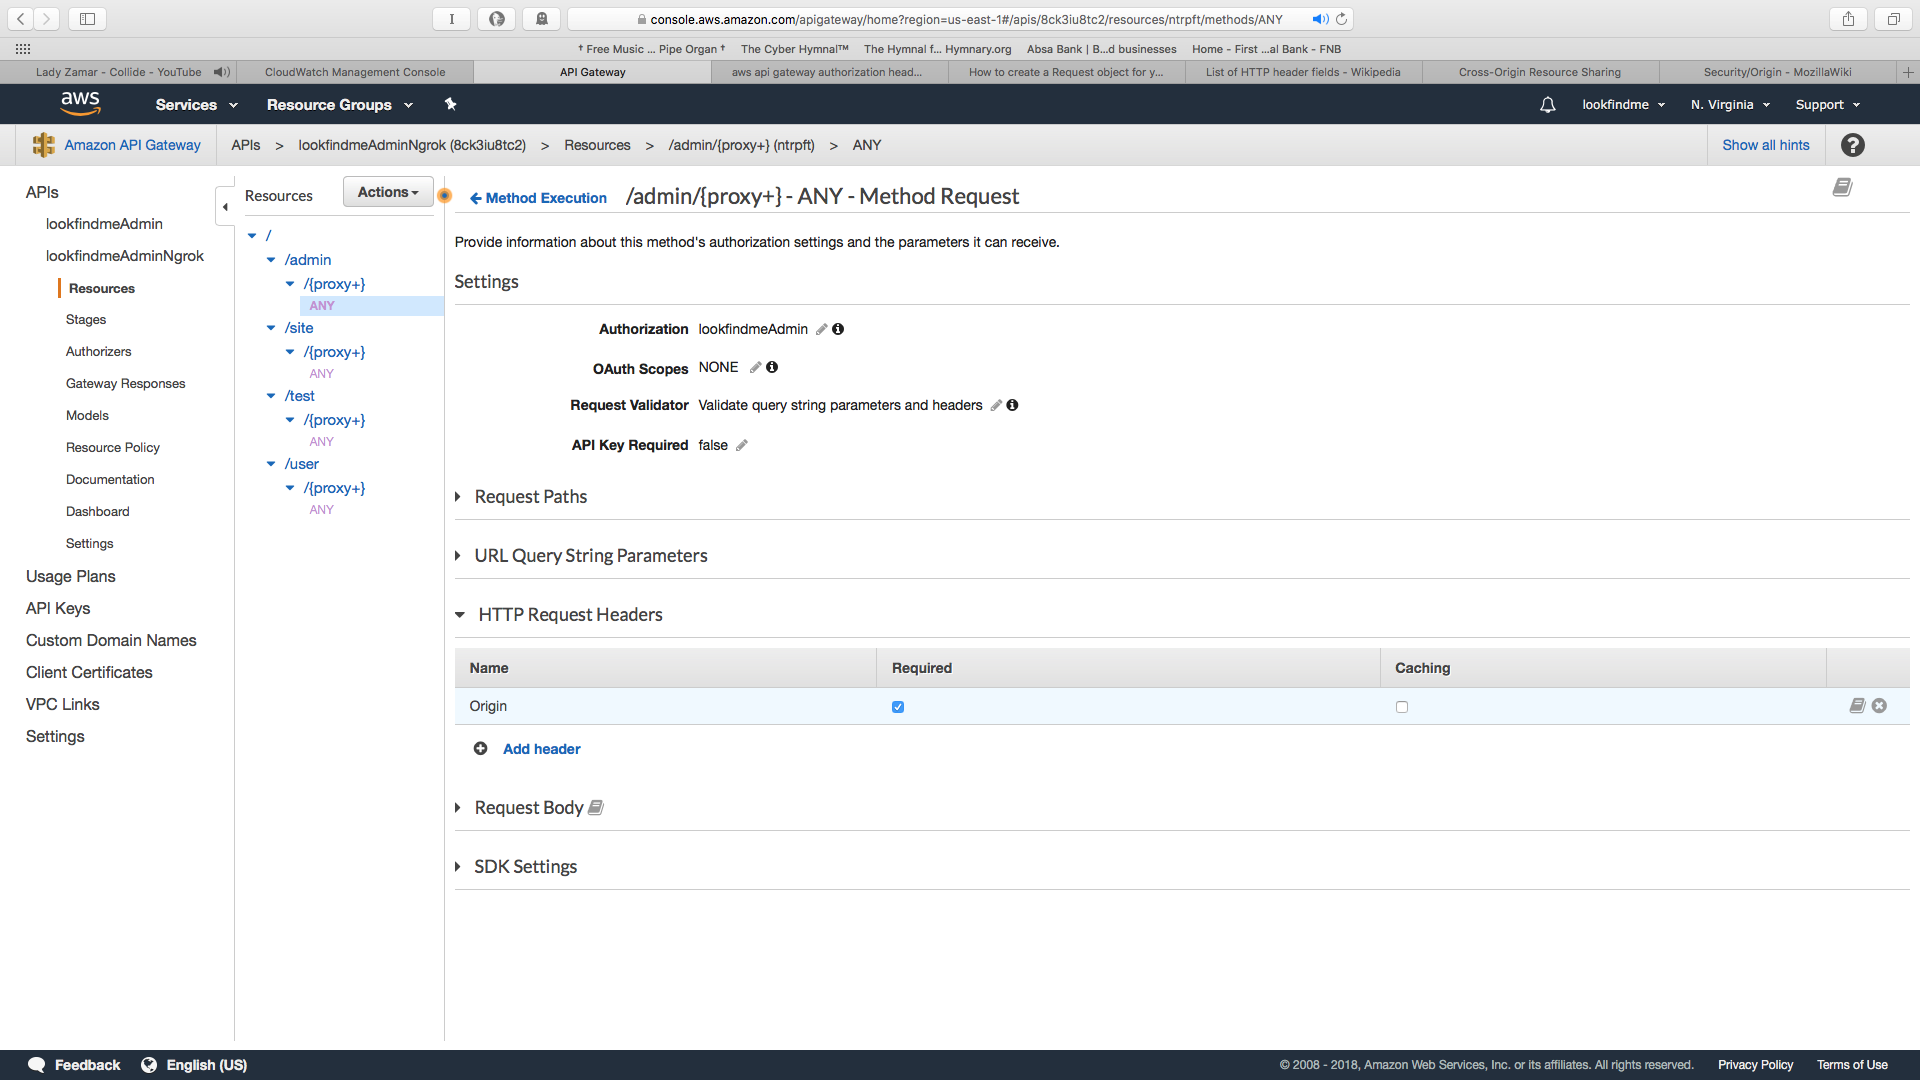 console.aws.amazon.com/apigateway/home?region=us-east-1#/apis/8ck3iu8tc2/resources/ntrpft/methods/ANY
† Free Music ... Pipe Organ † The Cyber Hymnal™ The Hymnal f... Hymnary.org Absa Bank | B...d businesses Home - First ...al Bank - FNB
Lady Zamar - Collide - YouTube CloudWatch Management Console API Gateway aws api gateway authorization head... How to create a Request object for y... List of HTTP header fields - Wikipedia Cross-Origin Resource Sharing Security/Origin - MozillaWiki
aws Services Resource Groups lookfindme N. Virginia Support
Amazon API Gateway APIs > lookfindmeAdminNgrok (8ck3iu8tc2) > Resources > /admin/{proxy+} (ntrpft) > ANY Show all hints ?
APIs
lookfindmeAdmin
lookfindmeAdminNgrok
Resources
Stages
Authorizers
Gateway Responses
Models
Resource Policy
Documentation
Dashboard
Settings
Usage Plans
API Keys
Custom Domain Names
Client Certificates
VPC Links
Settings
Resources Actions
/
/admin
/{proxy+}
ANY
/site
/{proxy+}
ANY
/test
/{proxy+}
ANY
/user
/{proxy+}
ANY
Method Execution /admin/{proxy+} - ANY - Method Request
Provide information about this method's authorization settings and the parameters it can receive.
Settings
Authorization lookfindmeAdmin
OAuth Scopes NONE
Request Validator Validate query string parameters and headers
API Key Required false
Request Paths
URL Query String Parameters
HTTP Request Headers
Name Required Caching
Origin
Add header
Request Body
SDK Settings
Feedback English (US) © 2008 - 2018, Amazon Web Services, Inc. or its affiliates. All rights reserved. Privacy Policy Terms of Use